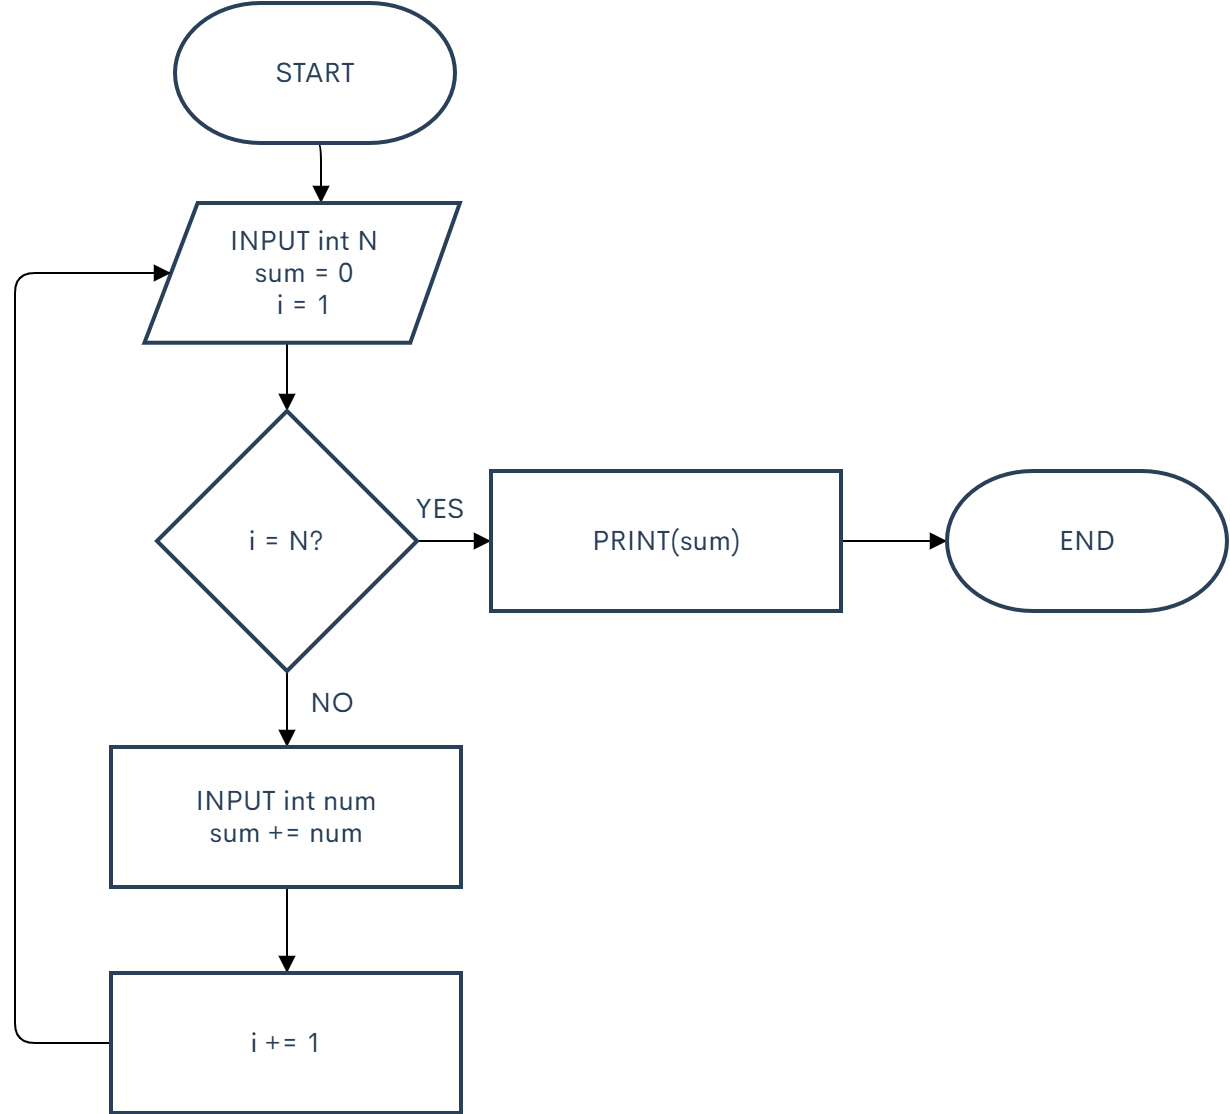 START
INPUT int N
sum = 0
i = 1
i = N?
YES
PRINT(sum)
END
NO
INPUT int num
sum += num
i += 1